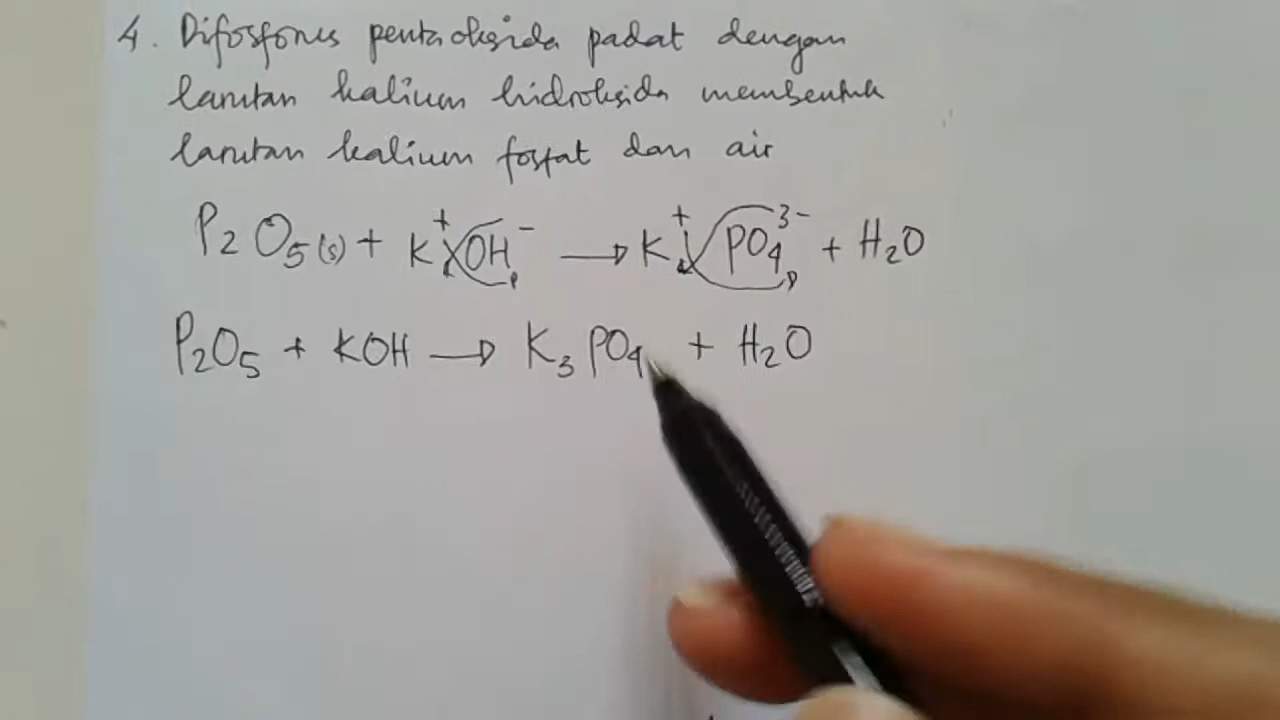 4. Difosforus pentaoksida padat dengan
larutan kalium hidroksida membentuk
larutan kalium fosfat dan air
P2O5(s) + K+OH- → K+PO4 3- + H2O
P2O5 + KOH → K3PO4 + H2O